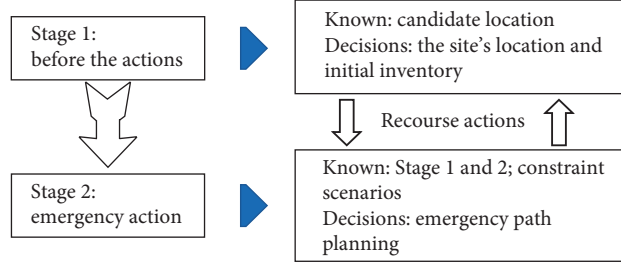 Stage 1:
before the actions
Known: candidate location
Decisions: the site's location and
initial inventory
Recourse actions
Stage 2:
emergency action
Known: Stage 1 and 2; constraint
scenarios
Decisions: emergency path
planning